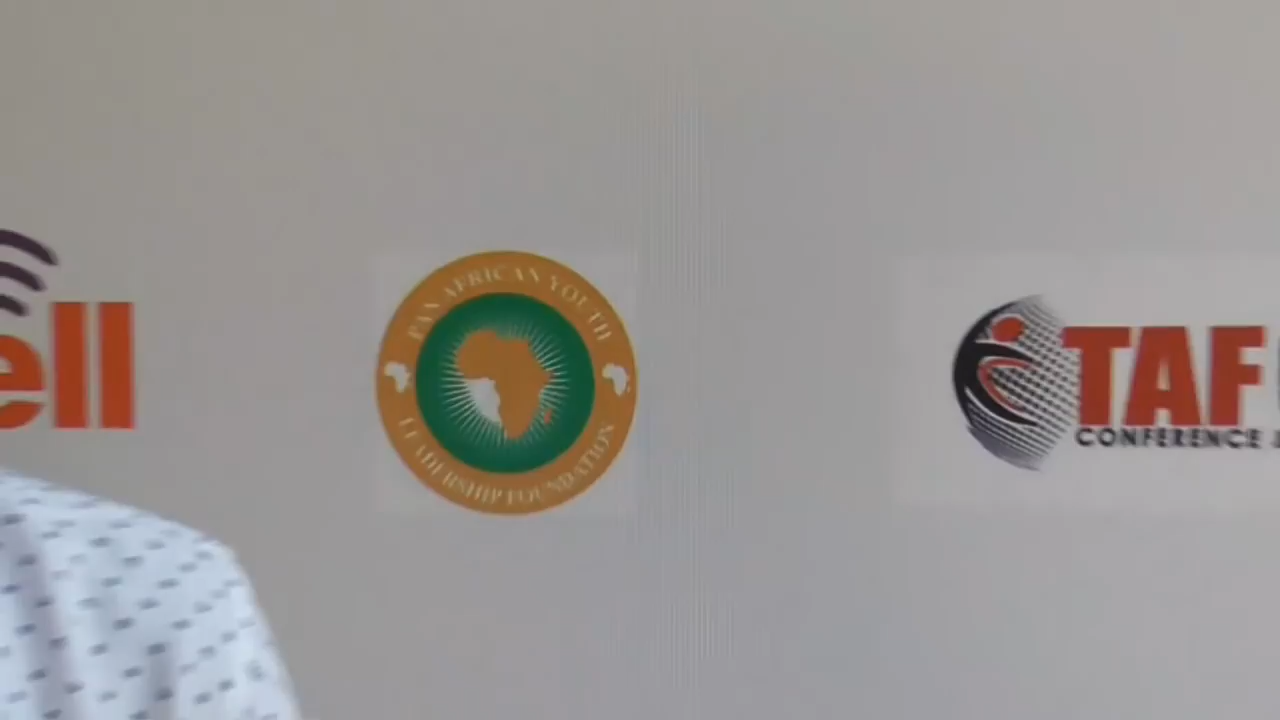 ell
PAN AFRICAN YOUTH
LEADERSHIP FOUNDATION
TAF
CONFERENCE